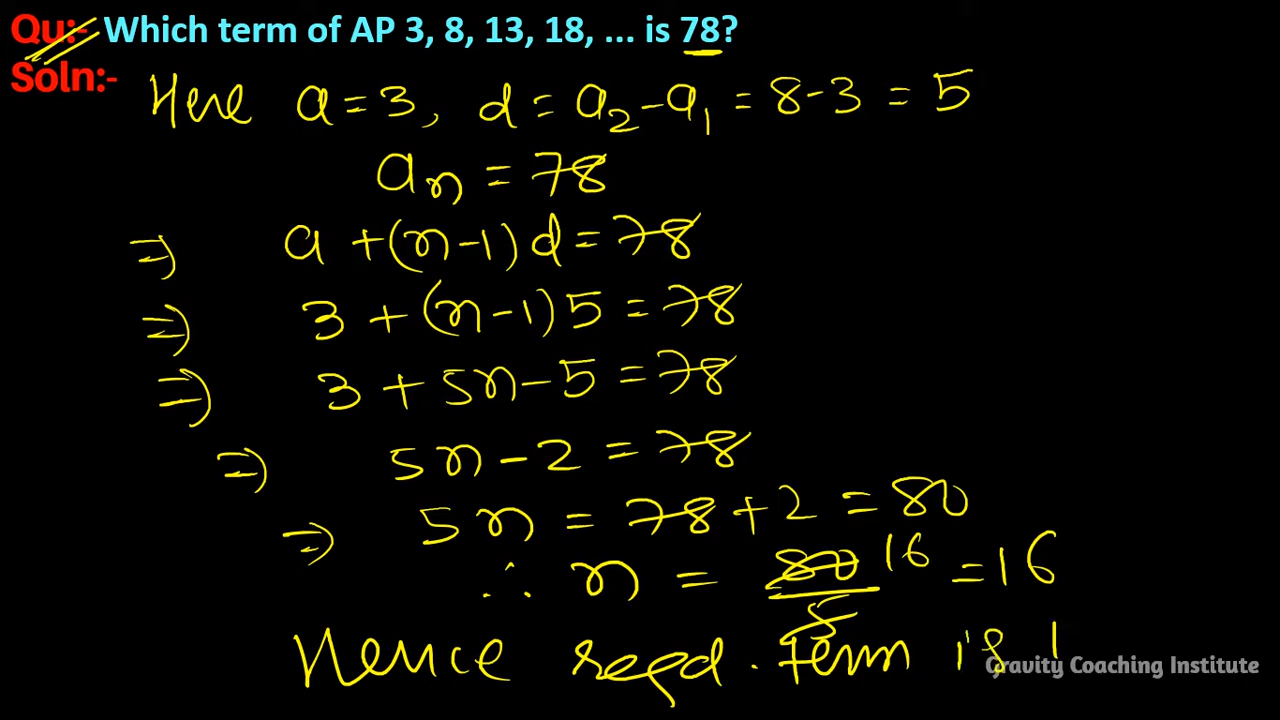 Qu:- Which term of AP 3, 8, 13, 18, ... is 78?
Soln:-
Here a = 3, d = a₂ - a₁ = 8 - 3 = 5
aₙ = 78
⇒ a + (n-1) d = 78
⇒ 3 + (n-1) 5 = 78
⇒ 3 + 5n - 5 = 78
⇒ 5n - 2 = 78
⇒ 5n = 78 + 2 = 80
∴ n = 80/5 16 = 16
Hence reqd. term is 1
Gravity Coaching Institute